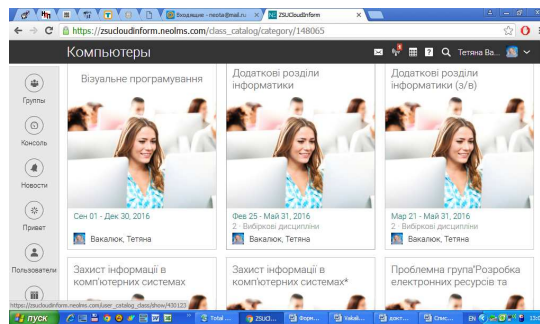 Входящие - neota@mail.ru
ZSUCloudInform
https://zsucloudinform.neolms.com/class_catalog/category/148065
Компьютеры
Тетяна Ва...
Группы
Консоль
Новости
Привет
Пользователи
Візуальне програмування
Сен 01 - Дек 30, 2016
Вакалюк, Тетяна
Додаткові розділи
інформатики
Фев 25 - Май 31, 2016
2 - Вибіркові дисципліни
Вакалюк, Тетяна
Додаткові розділи
інформатики (з/в)
Мар 21 - Май 31, 2016
2 - Вибіркові дисципліни
Вакалюк, Тетяна
Захист інформації в
комп'ютерних системах
Захист інформації в
комп'ютерних системах*
Проблемна група"Розробка
електронних ресурсів та
https://zsucloudinform.neolms.com/user_catalog_class/show/430123
пуск
Total ...
ZSUCl...
Форм...
Vakal...
докт...
Спис...
EN